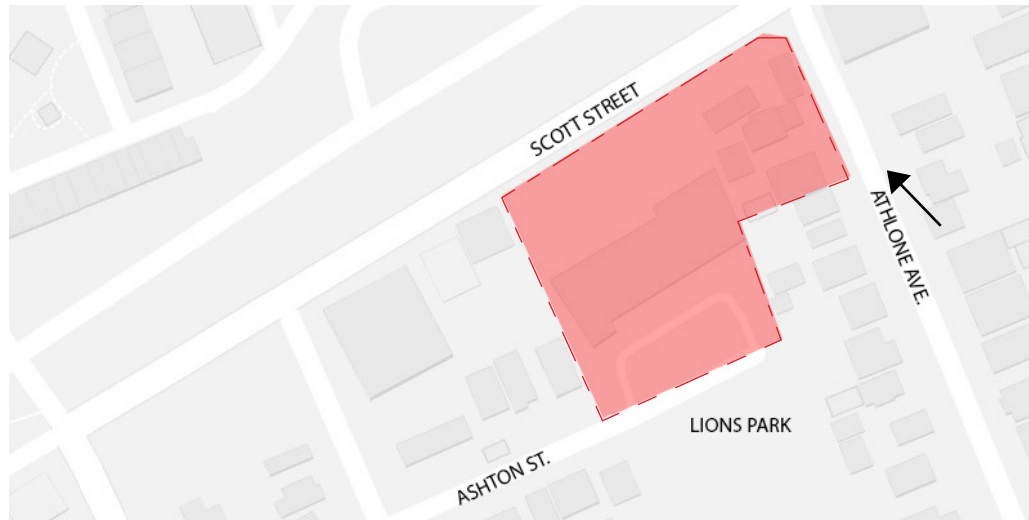 SCOTT STREET
ATHLONE AVE.
LIONS PARK
ASHTON ST.